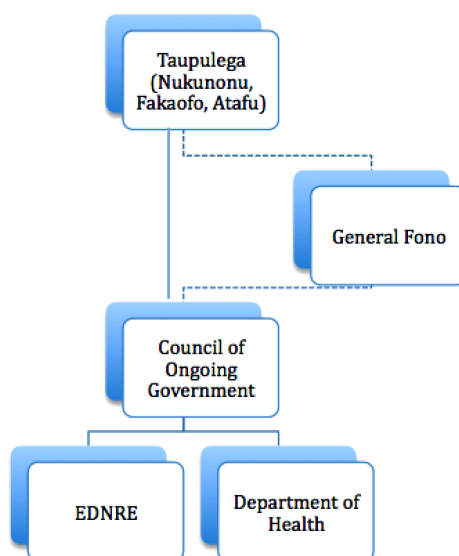 Taupulega
(Nukunonu,
Fakaofo, Atafu)
General Fono
Council of
Ongoing
Government
EDNRE
Department of
Health